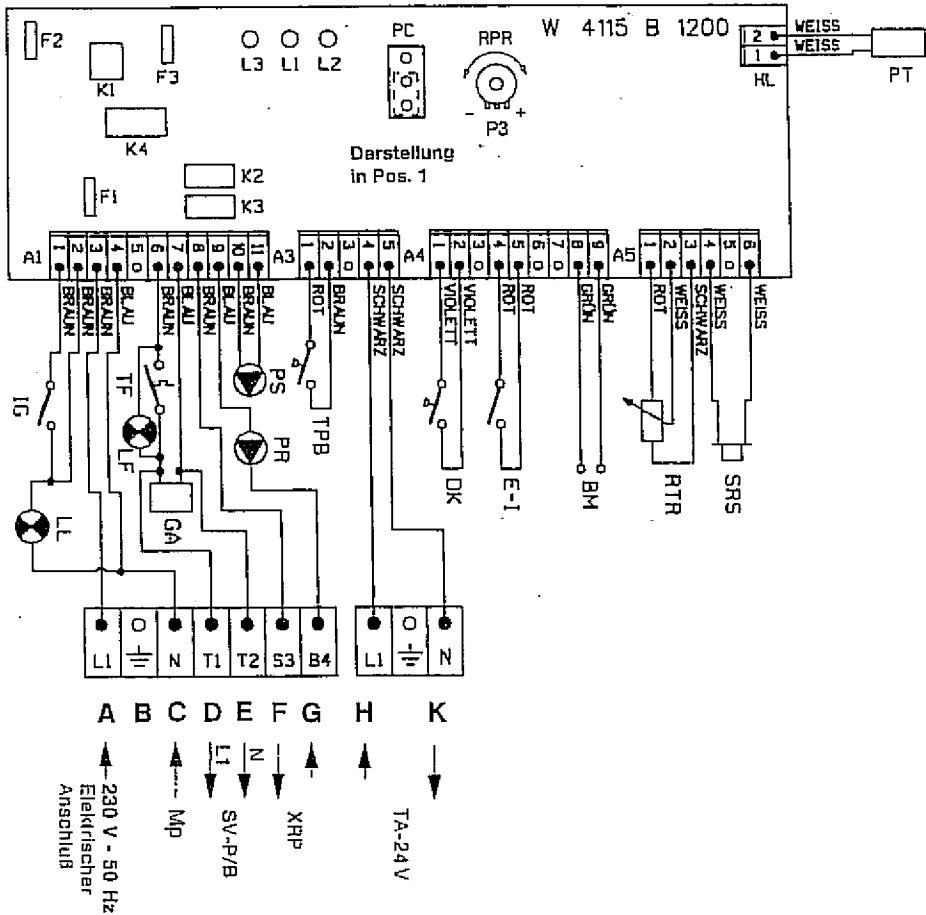 F2
K1
F3
L3 L1 L2
PC
RPR
- +
P3
W 4115 B 1200
2 WEISS
1 WEISS
HL
PT
K4
Darstellung
in Pos. 1
F1
K2
K3
A1 1 2 3 4 5 6 7 8 9 10 11
A3 1 2 3 4 5
A4 1 2 3 4 5 6 7 8 9
A5 1 2 3 4 5 6
BRAUN
BRAUN
BRAUN
BLAU
BRAUN
BLAU
BRAUN
BLAU
BRAUN
BLAU
ROT
BRAUN
SCHWARZ
SCHWARZ
VIOLETT
VIOLETT
ROT
ROT
GRÜN
GRÜN
ROT
WEISS
SCHWARZ
WEISS
WEISS
IG
TF
LF
GA
PS
PR
TPB
DK
E-I
BM
RTR
SRS
L1 N T1 T2 S3 B4
L1 N
A B C D E F G H K
230 V - 50 Hz
Elektrischer
Anschluß
Mp
L1
N
SV-P/B
XRP
TA-24V